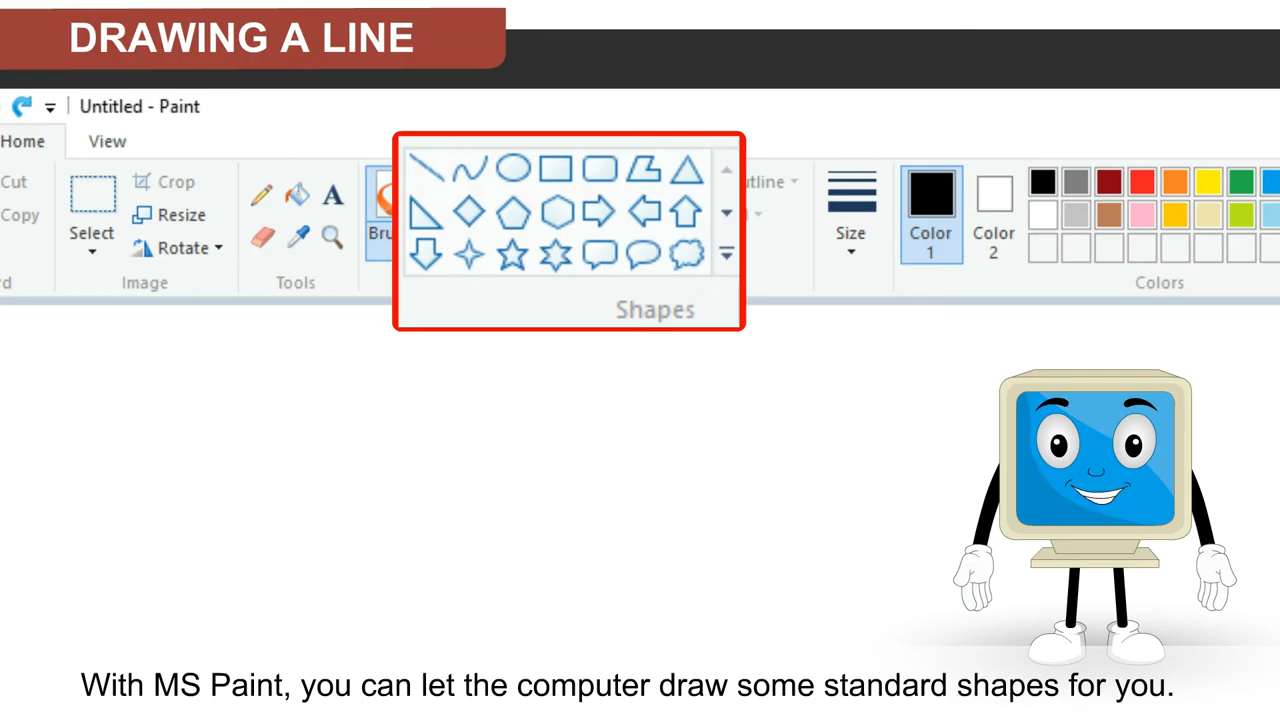 DRAWING A LINE
Untitled - Paint
Home View
Cut
Copy
Select
Crop
Resize
Rotate
Image
A
Tools
Shapes
Size
Color 1
Color 2
Colors
With MS Paint, you can let the computer draw some standard shapes for you.